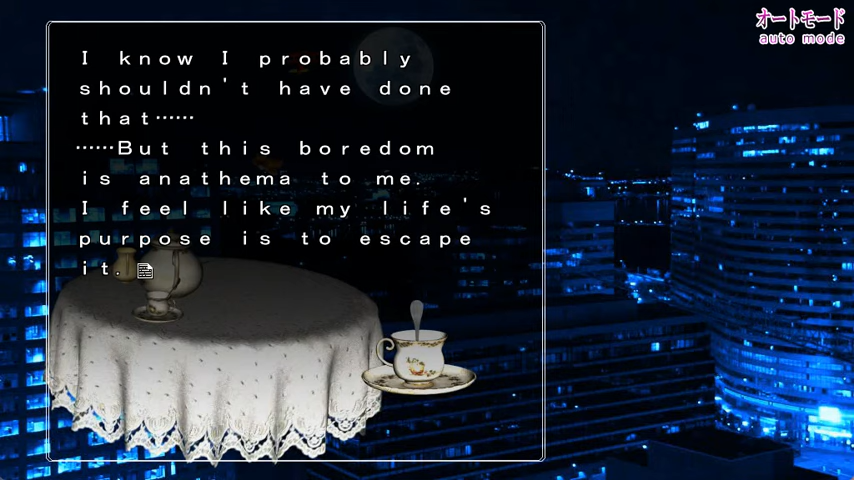 オートモード
auto mode
I know I probably
shouldn't have done
that……
……But this boredom
is anathema to me.
I feel like my life's
purpose is to escape
it.